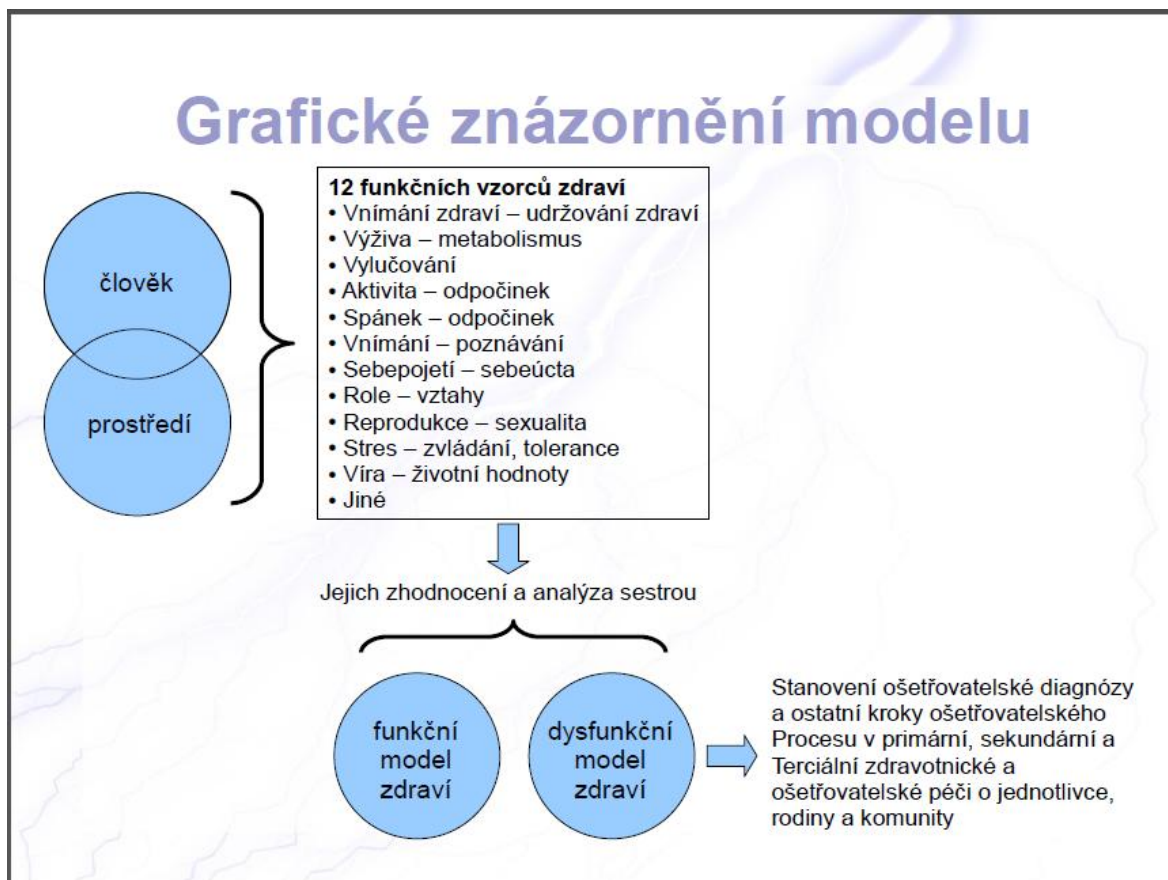 Grafické znázornění modelu
člověk
prostředí
12 funkčních vzorců zdraví
• Vnímání zdraví – udržování zdraví
• Výživa – metabolismus
• Vylučování
• Aktivita – odpočinek
• Spánek – odpočinek
• Vnímání – poznávání
• Sebepojetí – sebeúcta
• Role – vztahy
• Reprodukce – sexualita
• Stres – zvládání, tolerance
• Víra – životní hodnoty
• Jiné
Jejich zhodnocení a analýza sestrou
funkční
model
zdraví
dysfunkční
model
zdraví
Stanovení ošetřovatelské diagnózy
a ostatní kroky ošetřovatelského
Procesu v primární, sekundární a
Terciální zdravotnické a
ošetřovatelské péči o jednotlivce,
rodiny a komunity